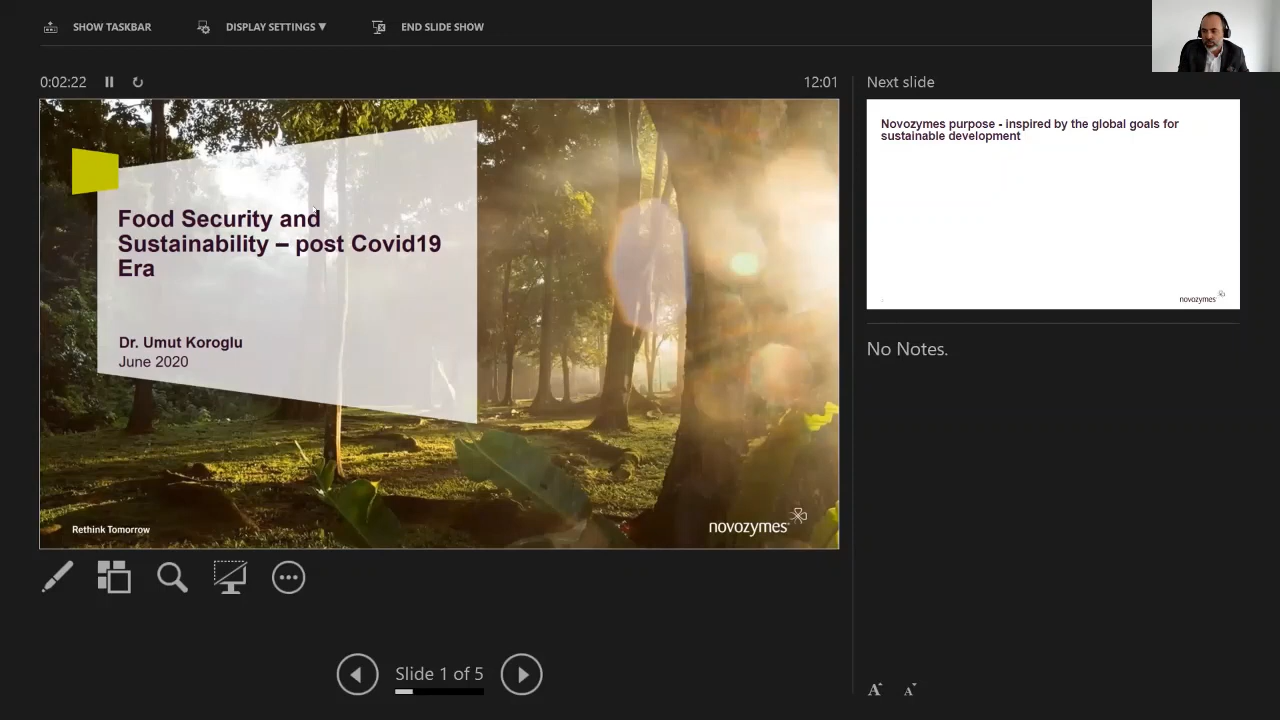 SHOW TASKBAR
DISPLAY SETTINGS ▼
END SLIDE SHOW
0:02:22
12:01
Food Security and
Sustainability – post Covid19
Era
Dr. Umut Koroglu
June 2020
Rethink Tomorrow
novozymes
Slide 1 of 5
Next slide
Novozymes purpose - inspired by the global goals for
sustainable development
novozymes
No Notes.
A A